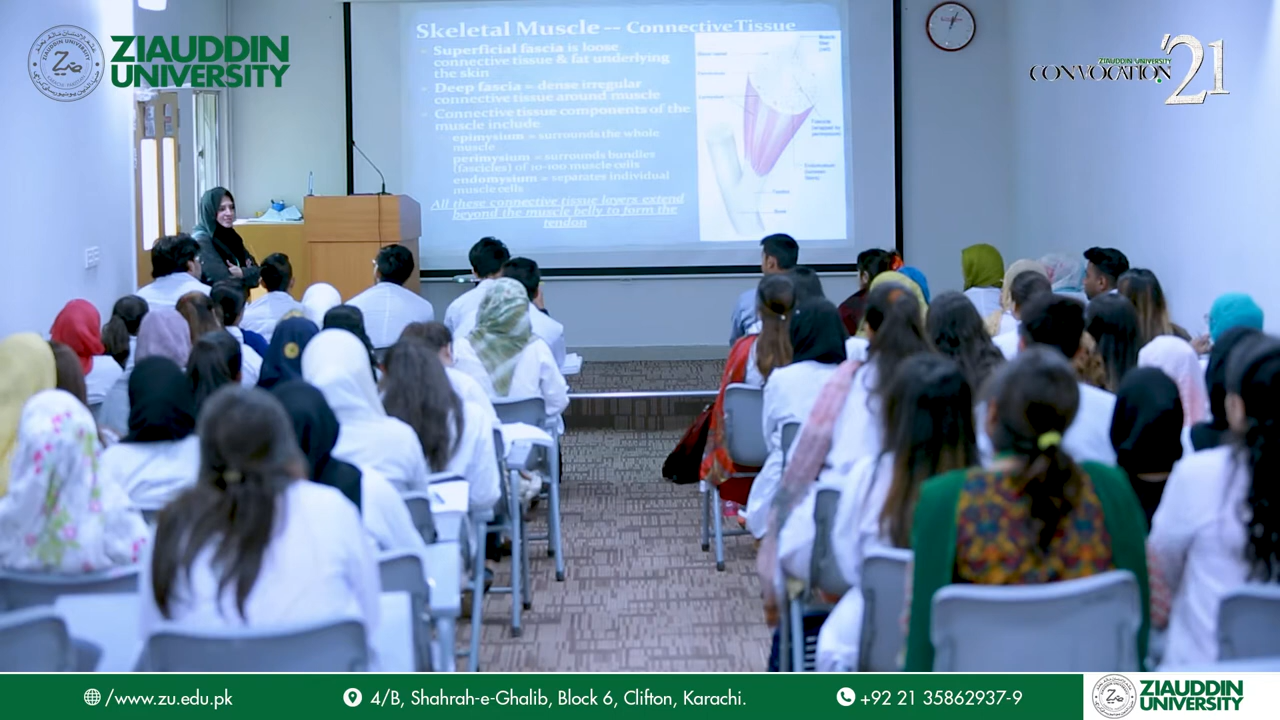 ZIAUDDIN
UNIVERSITY
ZIAUDDIN UNIVERSITY
CONVOCATION '21
Skeletal Muscle -- Connective Tissue
Superficial fascia is loose
connective tissue & fat underlying
the skin
Deep fascia = dense irregular
connective tissue around muscle
Connective tissue components of the
muscle include
epimysium = surrounds the whole
muscle
perimysium = surrounds bundles
(fascicles) of 10-100 muscle cells
endomysium = separates individual
muscle cells
All these connective tissue layers extend
beyond the muscle belly to form the
tendon
/www.zu.edu.pk
4/B, Shahrah-e-Ghalib, Block 6, Clifton, Karachi.
+92 21 35862937-9
ZIAUDDIN
UNIVERSITY